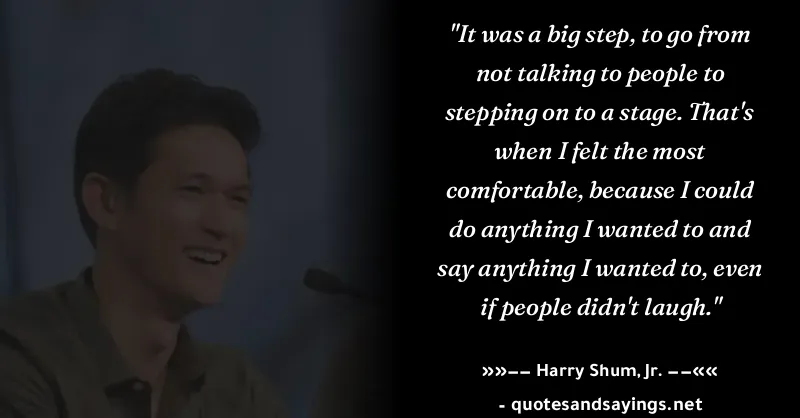 "It was a big step, to go from
not talking to people to
stepping on to a stage. That's
when I felt the most
comfortable, because I could
do anything I wanted to and
say anything I wanted to, even
if people didn't laugh."
»»−− Harry Shum, Jr. −−««
- quotesandsayings.net